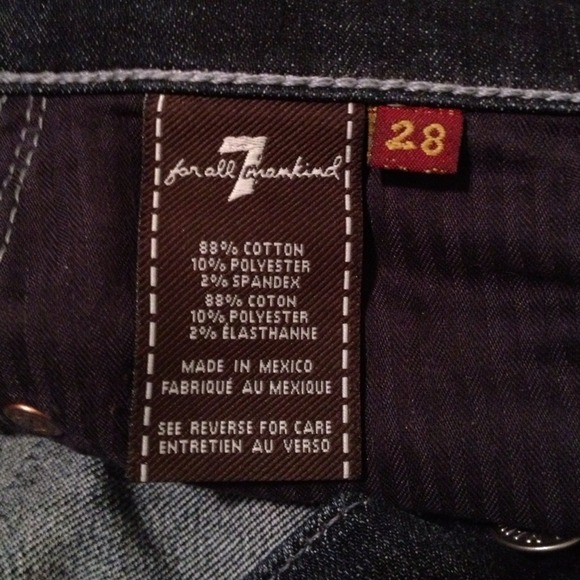 for all 7 mankind
28
88% COTTON
10% POLYESTER
2% SPANDEX
88% COTON
10% POLYESTER
2% ÉLASTHANNE
MADE IN MEXICO
FABRIQUÉ AU MEXIQUE
SEE REVERSE FOR CARE
ENTRETIEN AU VERSO